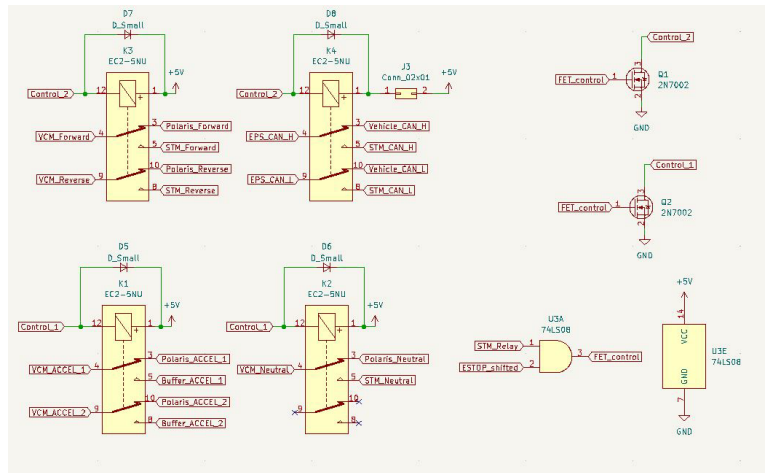 D7
D_Small
K3
EC2-5NU
+5V
Control_2
12
1
VCM_Forward
4
3
Polaris_Forward
5
STM_Forward
10
Polaris_Reverse
VCM_Reverse
9
8
STM_Reverse
D8
D_Small
K4
EC2-5NU
J3
Conn_02x01
+5V
Control_2
12
1
1
2
EPS_CAN_H
4
3
Vehicle_CAN_H
5
STM_CAN_H
10
Vehicle_CAN_L
EPS_CAN_L
9
8
STM_CAN_L
Control_2
3
FET_control
1
Q1
2N7002
2
GND
Control_1
3
FET_control
1
Q2
2N7002
2
GND
D5
D_Small
K1
EC2-5NU
+5V
Control_1
12
1
VCM_ACCEL_1
4
3
Polaris_ACCEL_1
5
Buffer_ACCEL_1
10
Polaris_ACCEL_2
VCM_ACCEL_2
9
8
Buffer_ACCEL_2
D6
D_Small
K2
EC2-5NU
+5V
Control_1
12
1
VCM_Neutral
4
3
Polaris_Neutral
5
STM_Neutral
10
9
8
U3A
74LS08
STM_Relay
1
ESTOP_shifted
2
3
FET_control
+5V
14
VCC
U3E
74LS08
GND
7
GND